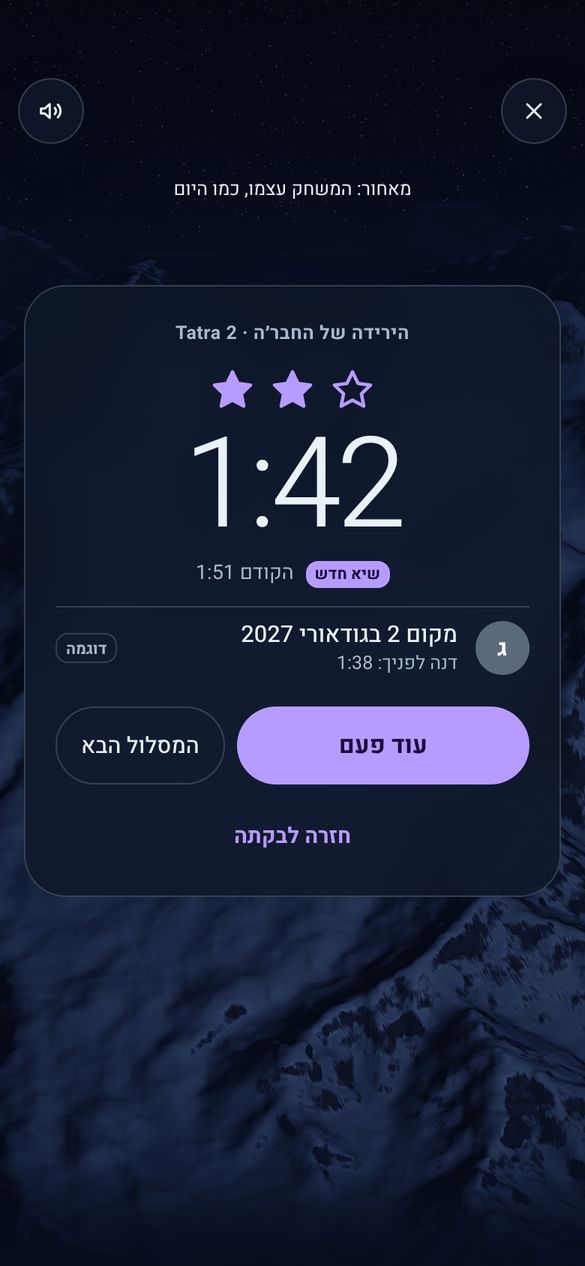 מאחור: המשחק עצמו, כמו היום
הירידה של החבר׳ה · Tatra 2
1:42
שיא חדש הקודם 1:51
ג
מקום 2 בגודאורי 2027
דנה לפניך: 1:38
דוגמה
עוד פעם
המסלול הבא
חזרה לבקתה